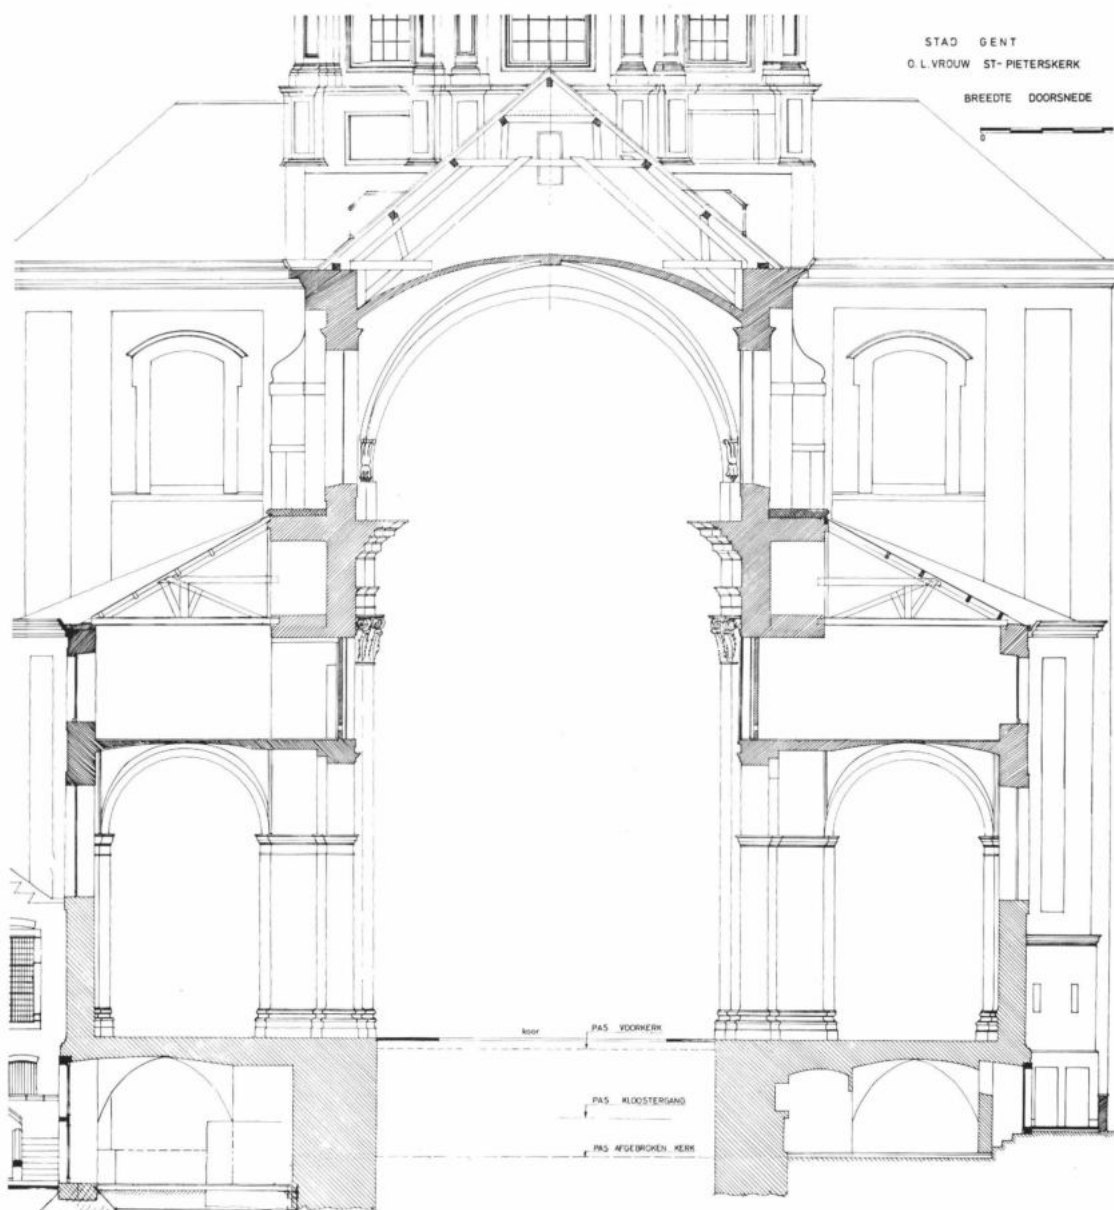 STAD GENT
O.L.VROUW ST-PIETERSKERK
BREEDTE DOORSNEDE
0
koor
PAS VOORKERK
PAS KLOOSTERGANG
PAS AFGEBROKEN KERK